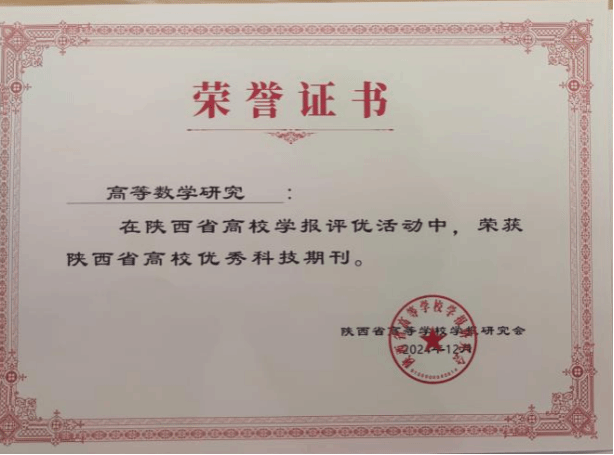 荣誉证书
高等数学研究:
在陕西省高校学报评优活动中，荣获
陕西省高校优秀科技期刊。
陕西省高等学校学报研究会
2024年12月